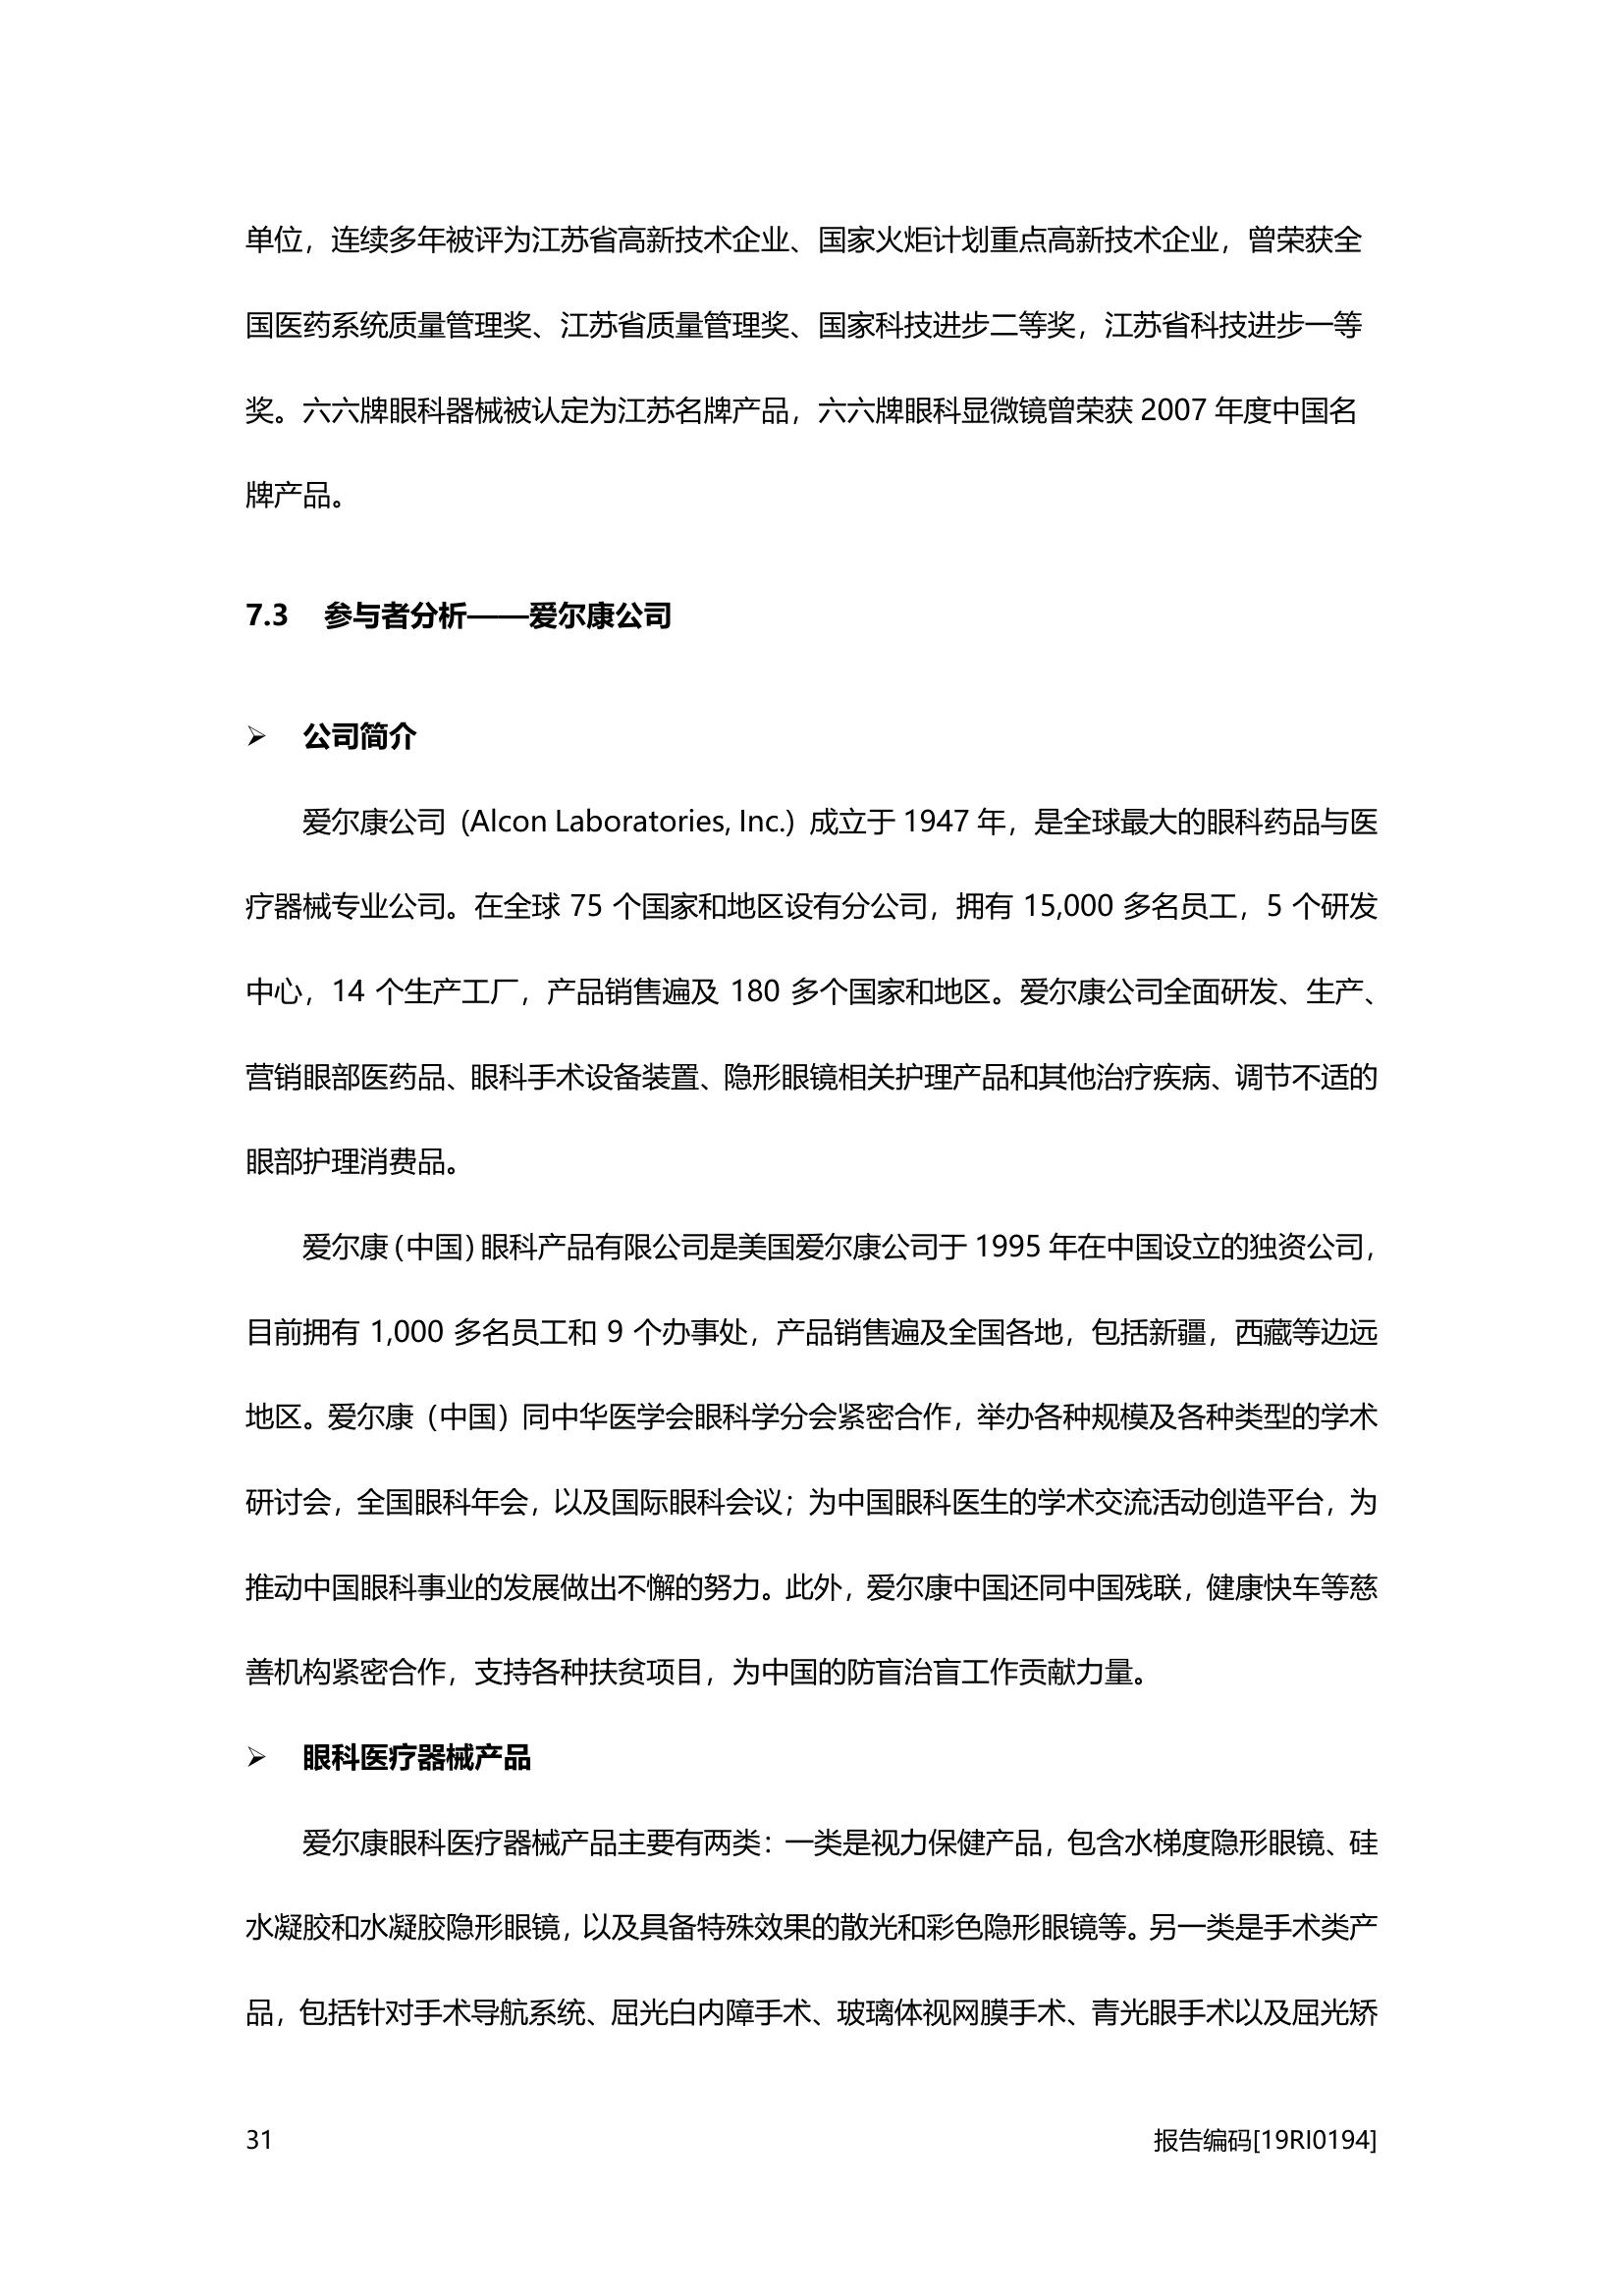 单位，连续多年被评为江苏省高新技术企业、国家火炬计划重点高新技术企业，曾荣获全
国医药系统质量管理奖、江苏省质量管理奖、国家科技进步二等奖，江苏省科技进步一等
奖。六六牌眼科器械被认定为江苏名牌产品，六六牌眼科显微镜曾荣获 2007 年度中国名
牌产品。
7.3 参与者分析——爱尔康公司
➢ 公司简介
爱尔康公司（Alcon Laboratories, Inc.）成立于 1947 年，是全球最大的眼科药品与医
疗器械专业公司。在全球 75 个国家和地区设有分公司，拥有 15,000 多名员工，5 个研发
中心，14 个生产工厂，产品销售遍及 180 多个国家和地区。爱尔康公司全面研发、生产、
营销眼部医药品、眼科手术设备装置、隐形眼镜相关护理产品和其他治疗疾病、调节不适的
眼部护理消费品。
爱尔康（中国）眼科产品有限公司是美国爱尔康公司于 1995 年在中国设立的独资公司，
目前拥有 1,000 多名员工和 9 个办事处，产品销售遍及全国各地，包括新疆，西藏等边远
地区。爱尔康（中国）同中华医学会眼科学分会紧密合作，举办各种规模及各种类型的学术
研讨会，全国眼科年会，以及国际眼科会议；为中国眼科医生的学术交流活动创造平台，为
推动中国眼科事业的发展做出不懈的努力。此外，爱尔康中国还同中国残联，健康快车等慈
善机构紧密合作，支持各种扶贫项目，为中国的防盲治盲工作贡献力量。
➢ 眼科医疗器械产品
爱尔康眼科医疗器械产品主要有两类：一类是视力保健产品，包含水梯度隐形眼镜、硅
水凝胶和水凝胶隐形眼镜，以及具备特殊效果的散光和彩色隐形眼镜等。另一类是手术类产
品，包括针对手术导航系统、屈光白内障手术、玻璃体视网膜手术、青光眼手术以及屈光矫
31 报告编码[19RI0194]